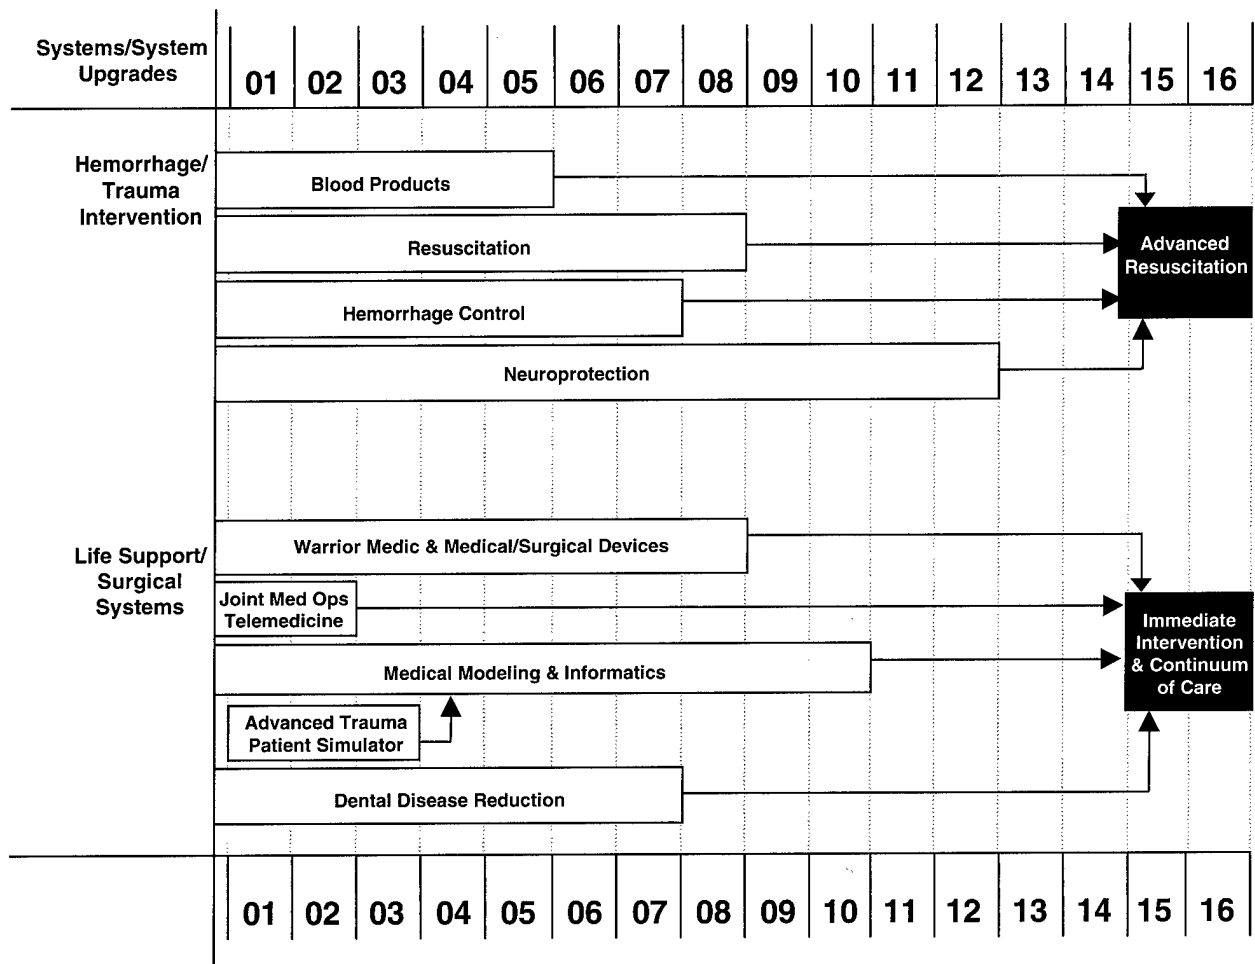 Systems/System
Upgrades
01 02 03 04 05 06 07 08 09 10 11 12 13 14 15 16
Hemorrhage/
Trauma
Intervention
Blood Products
Resuscitation
Hemorrhage Control
Neuroprotection
Advanced
Resuscitation
Life Support/
Surgical
Systems
Warrior Medic & Medical/Surgical Devices
Joint Med Ops
Telemedicine
Medical Modeling & Informatics
Advanced Trauma
Patient Simulator
Dental Disease Reduction
Immediate
Intervention
& Continuum
of Care
01 02 03 04 05 06 07 08 09 10 11 12 13 14 15 16